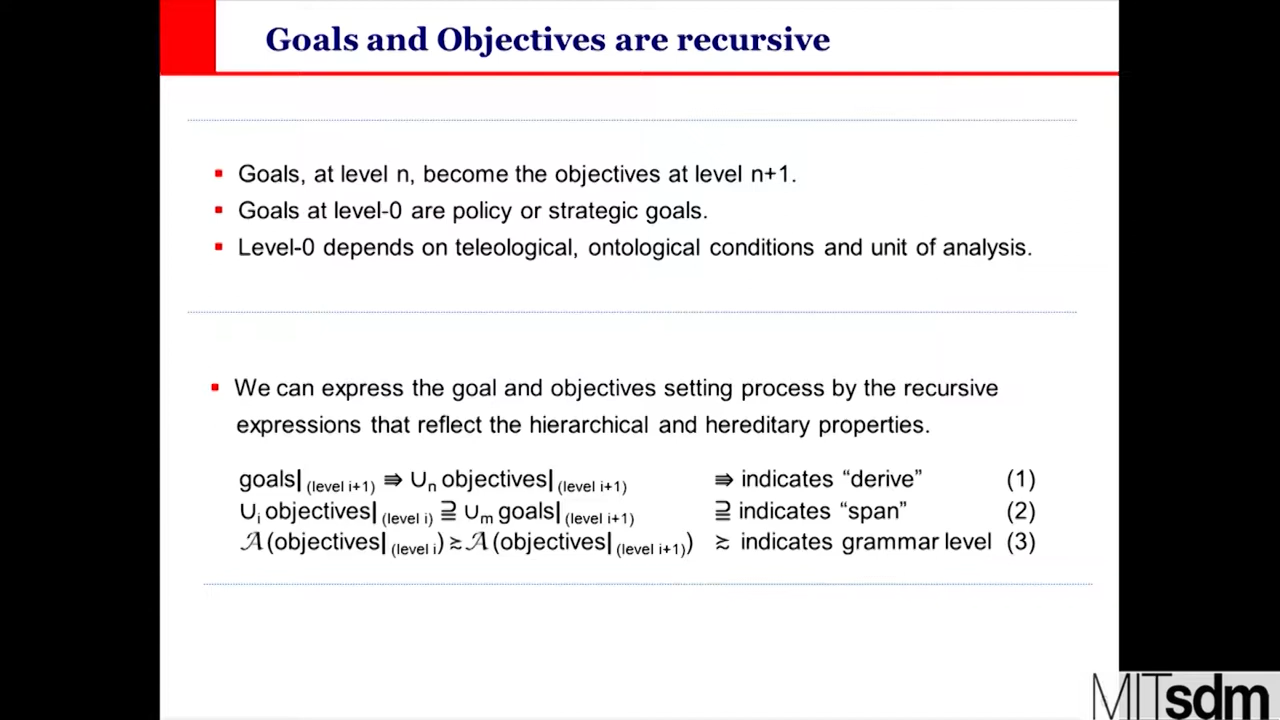 Goals and Objectives are recursive
▪ Goals, at level n, become the objectives at level n+1.
▪ Goals at level-0 are policy or strategic goals.
▪ Level-0 depends on teleological, ontological conditions and unit of analysis.
▪ We can express the goal and objectives setting process by the recursive
expressions that reflect the hierarchical and hereditary properties.
goals| (level i+1) ⇛ ∪n objectives| (level i+1) ⇛ indicates “derive” (1)
∪i objectives| (level i) ⊇ ∪m goals| (level i+1) ⊇ indicates “span” (2)
𝒜 (objectives| (level i)) ≿ 𝒜 (objectives| (level i+1)) ≿ indicates grammar level (3)
MITsdm